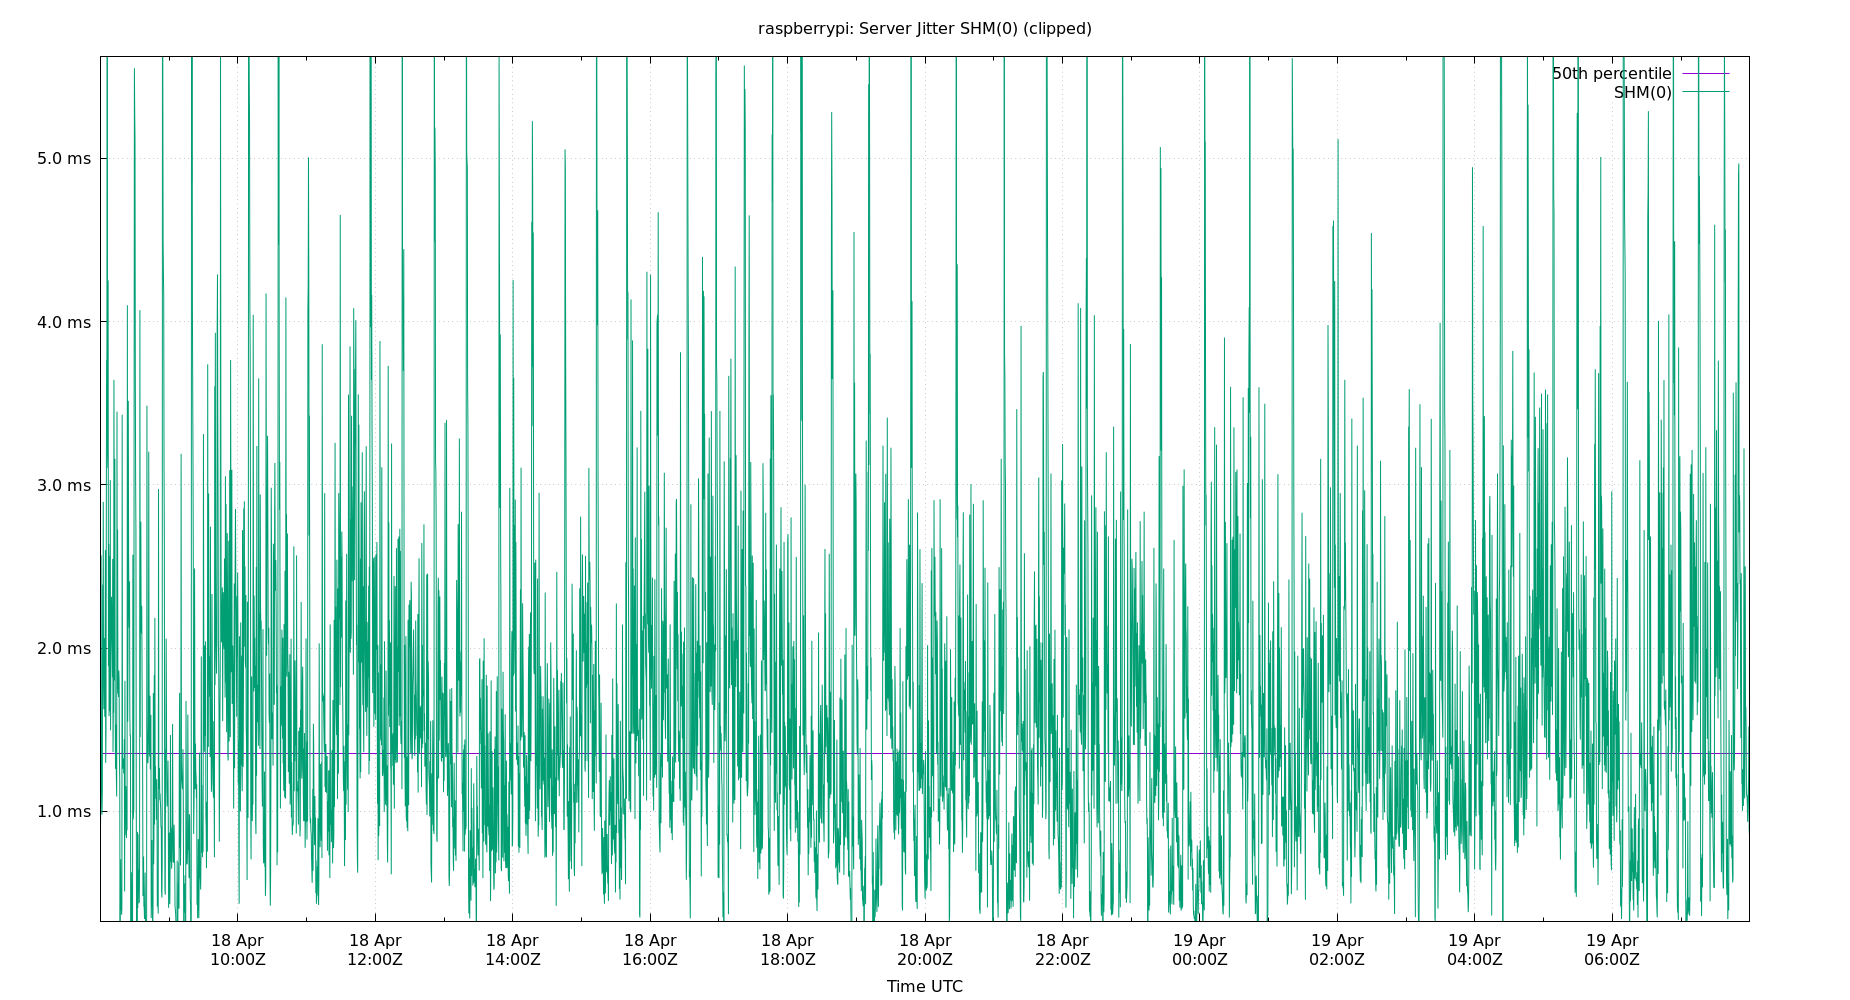 raspberrypi: Server Jitter SHM(0) (clipped)
50th percentile
SHM(0)
5.0 ms
4.0 ms
3.0 ms
2.0 ms
1.0 ms
18 Apr 18 Apr 18 Apr 18 Apr 18 Apr 18 Apr 18 Apr 19 Apr 19 Apr 19 Apr 19 Apr
10:00Z 12:00Z 14:00Z 16:00Z 18:00Z 20:00Z 22:00Z 00:00Z 02:00Z 04:00Z 06:00Z
Time UTC